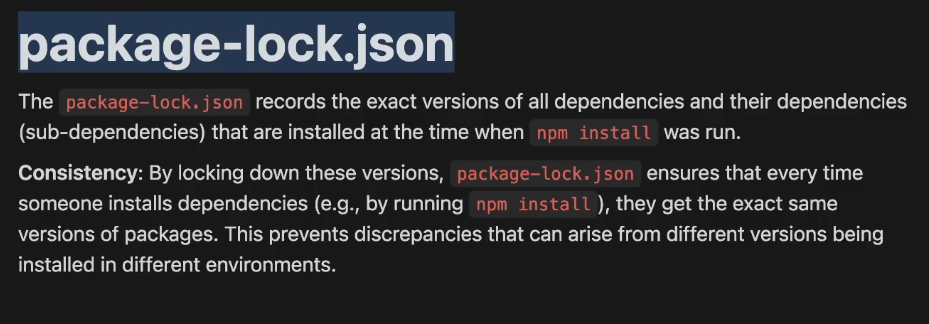 package-lock.json
The package-lock.json records the exact versions of all dependencies and their dependencies
(sub-dependencies) that are installed at the time when npm install was run.
Consistency: By locking down these versions, package-lock.json ensures that every time
someone installs dependencies (e.g., by running npm install), they get the exact same
versions of packages. This prevents discrepancies that can arise from different versions being
installed in different environments.